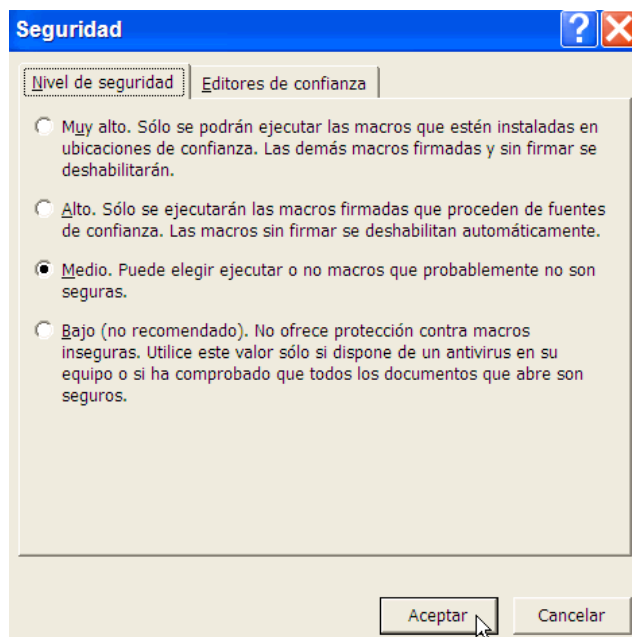 Seguridad
Nivel de seguridad
Editores de confianza
Muy alto. Sólo se podrán ejecutar las macros que estén instaladas en
ubicaciones de confianza. Las demás macros firmadas y sin firmar se
deshabilitarán.
Alto. Sólo se ejecutarán las macros firmadas que proceden de fuentes
de confianza. Las macros sin firmar se deshabilitan automáticamente.
Medio. Puede elegir ejecutar o no macros que probablemente no son
seguras.
Bajo (no recomendado). No ofrece protección contra macros
inseguras. Utilice este valor sólo si dispone de un antivirus en su
equipo o si ha comprobado que todos los documentos que abre son
seguros.
Aceptar
Cancelar